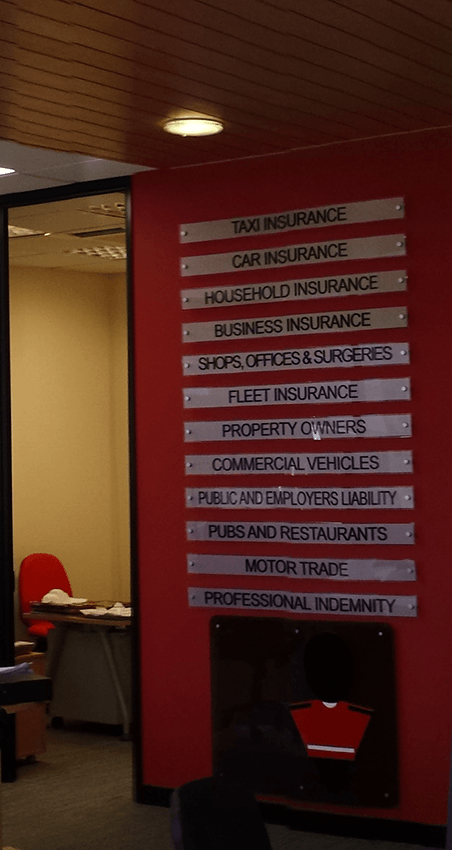 TAXI INSURANCE
CAR INSURANCE
HOUSEHOLD INSURANCE
BUSINESS INSURANCE
SHOPS, OFFICES & SURGERIES
FLEET INSURANCE
PROPERTY OWNERS
COMMERCIAL VEHICLES
PUBLIC AND EMPLOYERS LIABILITY
PUBS AND RESTAURANTS
MOTOR TRADE
PROFESSIONAL INDEMNITY